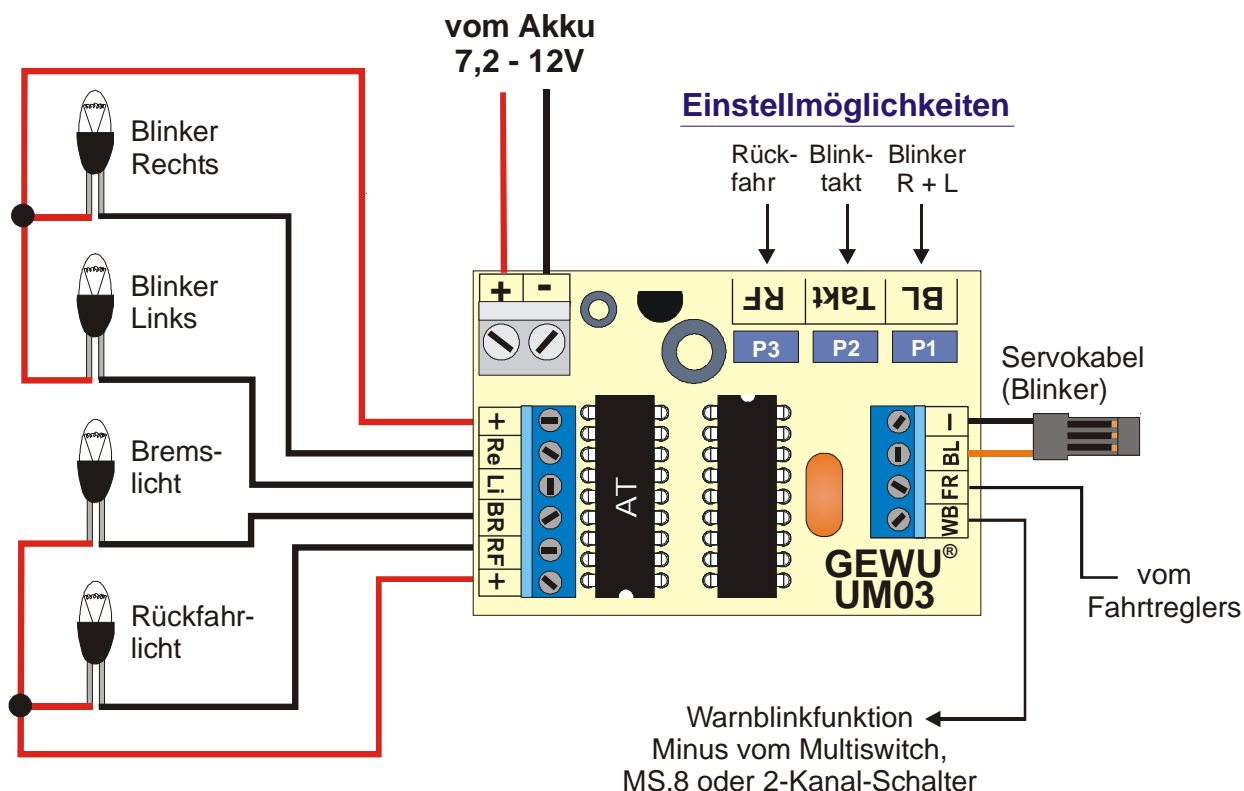 vom Akku
7,2 - 12V
Einstellmöglichkeiten
Rück-
fahr
Blink-
takt
Blinker
R + L
Blinker
Rechts
Blinker
Links
Brems-
licht
Rückfahr-
licht
+ -
RF Takt BL
P3 P2 P1
Servokabel
(Blinker)
+
Re
Li
BR
RF
+
AT
-
BL
FR
WB
GEWU®
UM03
vom
Fahrtreglers
Warnblinkfunktion
Minus vom Multiswitch,
MS.8 oder 2-Kanal-Schalter